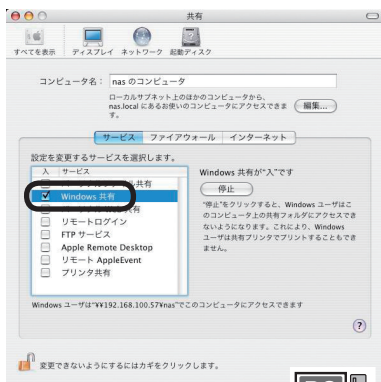 共有
すべてを表示 ディスプレイ ネットワーク 起動ディスク
コンピュータ名： nas のコンピュータ
ローカルサブネット上のほかのコンピュータから、
nas.local にあるお使いのコンピュータにアクセスできま
す。
編集...
サービス ファイアウォール インターネット
設定を変更するサービスを選択します。
入 サービス
共有
Windows 共有
共有
リモートログイン
FTP サービス
Apple Remote Desktop
リモート AppleEvent
プリンタ共有
Windows 共有が“入”です
停止
“停止”をクリックすると、Windows ユーザはこ
のコンピュータ上の共有フォルダにアクセスでき
ないようになります。これにより、Windows
ユーザは共有プリンタでプリントすることもでき
ません。
Windows ユーザは“¥¥192.168.100.57¥nas”でこのコンピュータにアクセスできます
?
変更できないようにするにはカギをクリックします。